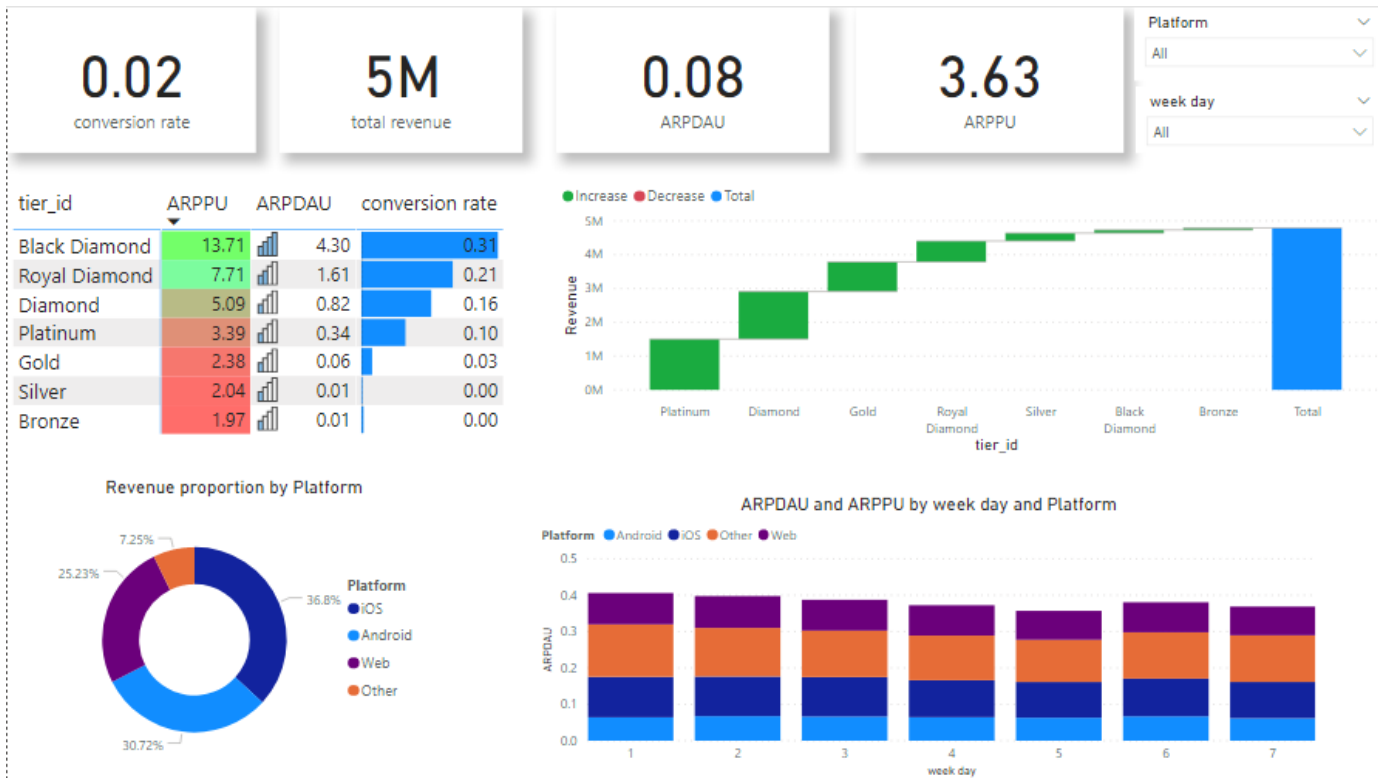 0.02
conversion rate
5M
total revenue
0.08
ARPDAU
3.63
ARPPU
Platform
All
week day
All
tier_id ARPPU ARPDAU conversion rate
Black Diamond 13.71 4.30 0.31
Royal Diamond 7.71 1.61 0.21
Diamond 5.09 0.82 0.16
Platinum 3.39 0.34 0.10
Gold 2.38 0.06 0.03
Silver 2.04 0.01 0.00
Bronze 1.97 0.01 0.00
Increase Decrease Total
Revenue
5M
4M
3M
2M
1M
0M
Platinum Diamond Gold Royal Diamond Silver Black Diamond Bronze Total
tier_id
Revenue proportion by Platform
7.25%
25.23%
36.8%
30.72%
Platform
iOS
Android
Web
Other
ARPDAU and ARPPU by week day and Platform
Platform Android iOS Other Web
ARPDAU
0.5
0.4
0.3
0.2
0.1
0.0
1 2 3 4 5 6 7
week day